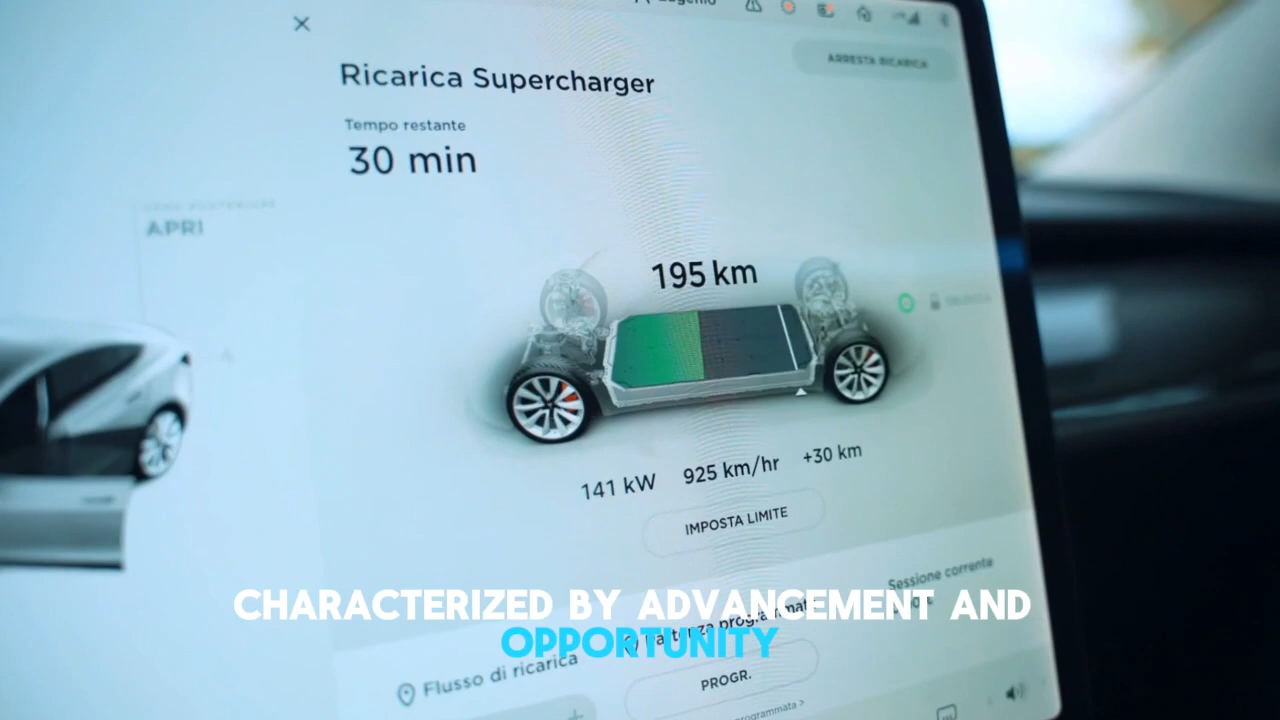 Ricarica Supercharger
ARRESTA RICARICA
Tempo restante
30 min
APRI
195 km
141 kW 925 km/hr +30 km
IMPOSTA LIMITE
Sessione corrente
CHARACTERIZED BY ADVANCEMENT AND
OPPORTUNITY
Flusso di ricarica
PROGR.
programmata >